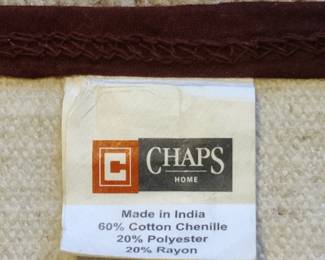 C CHAPS
HOME
Made in India
60% Cotton Chenille
20% Polyester
20% Rayon